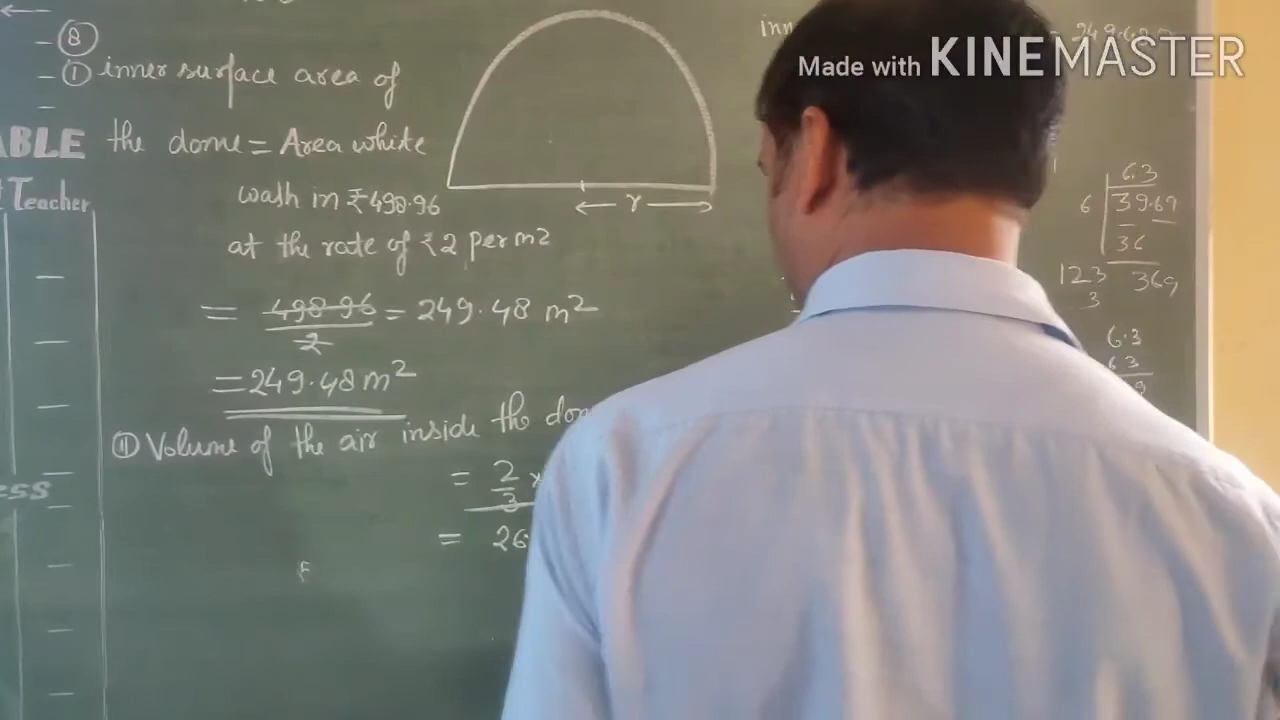 Made with KINEMASTER
⑧
① inner surface area of
the dome = Area white
wash in ₹498.96
at the rate of ₹2 per m2
= 498.96/2 = 249.48 m2
= 249.48 m2
⑪ Volume of the air inside the
= 2/3 ×
= 26
r
ABLE
Teacher
ess
inn
6.3
6 39.69
36
123 369
3
6.3
63
9